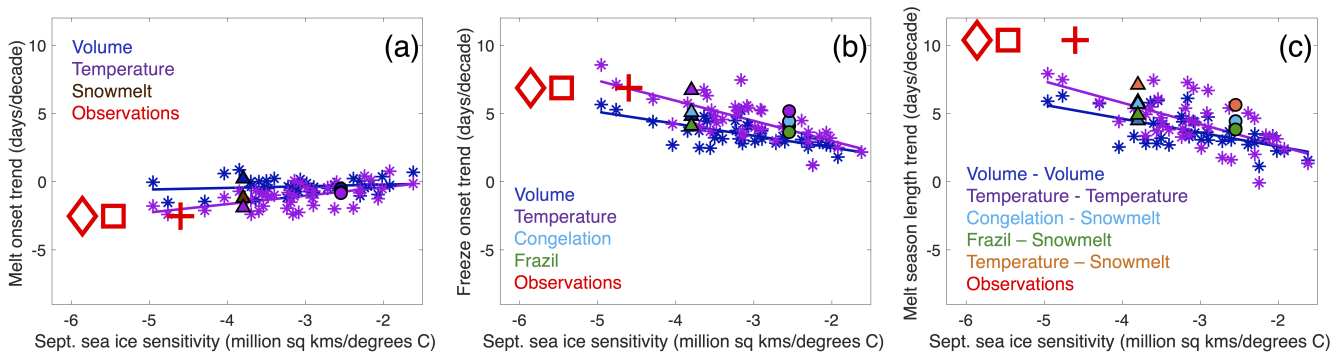 (a)
Volume
Temperature
Snowmelt
Observations
10
5
0
-5
-6
-5
-4
-3
-2
Melt onset trend (days/decade)
Sept. sea ice sensitivity (million sq kms/degrees C)
(b)
10
5
0
-5
Volume
Temperature
Congelation
Frazil
Observations
-6
-5
-4
-3
-2
Freeze onset trend (days/decade)
Sept. sea ice sensitivity (million sq kms/degrees C)
(c)
10
5
0
-5
Volume - Volume
Temperature - Temperature
Congelation - Snowmelt
Frazil – Snowmelt
Temperature – Snowmelt
Observations
-6
-5
-4
-3
-2
Melt season length trend (days/decade)
Sept. sea ice sensitivity (million sq kms/degrees C)